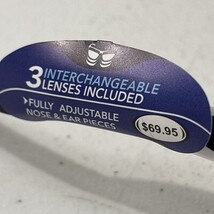 3 INTERCHANGEABLE
LENSES INCLUDED
FULLY ADJUSTABLE
NOSE & EAR PIECES
$69.95